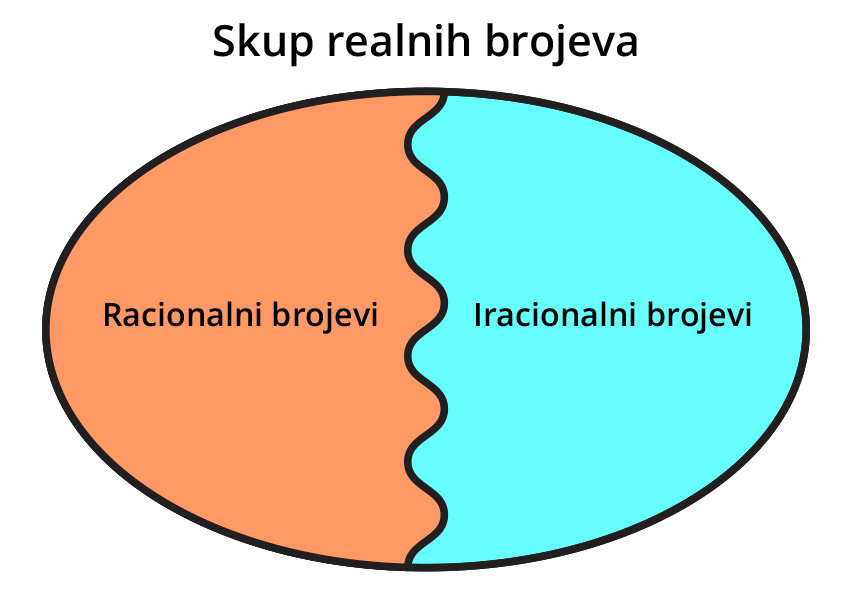 Skup realnih brojeva
Racionalni brojevi
Iracionalni brojevi